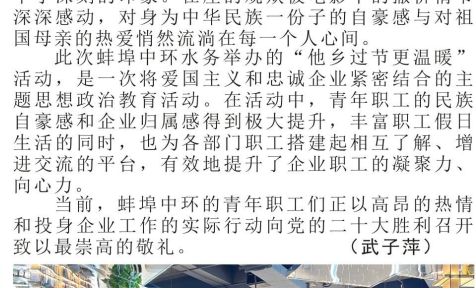 深深感动，对身为中华民族一份子的自豪感与对祖
国母亲的热爱悄然流淌在每一个人心间。
此次蚌埠中环水务举办的“他乡过节更温暖”
活动，是一次将爱国主义和忠诚企业紧密结合的主
题思想政治教育活动。在活动中，青年职工的民族
自豪感和企业归属感得到极大提升，丰富职工假日
生活的同时，也为各部门职工搭建起相互了解、增
进交流的平台，有效地提升了企业职工的凝聚力、
向心力。
当前，蚌埠中环的青年职工们正以高昂的热情
和投身企业工作的实际行动向党的二十大胜利召开
致以最崇高的敬礼。（武子萍）